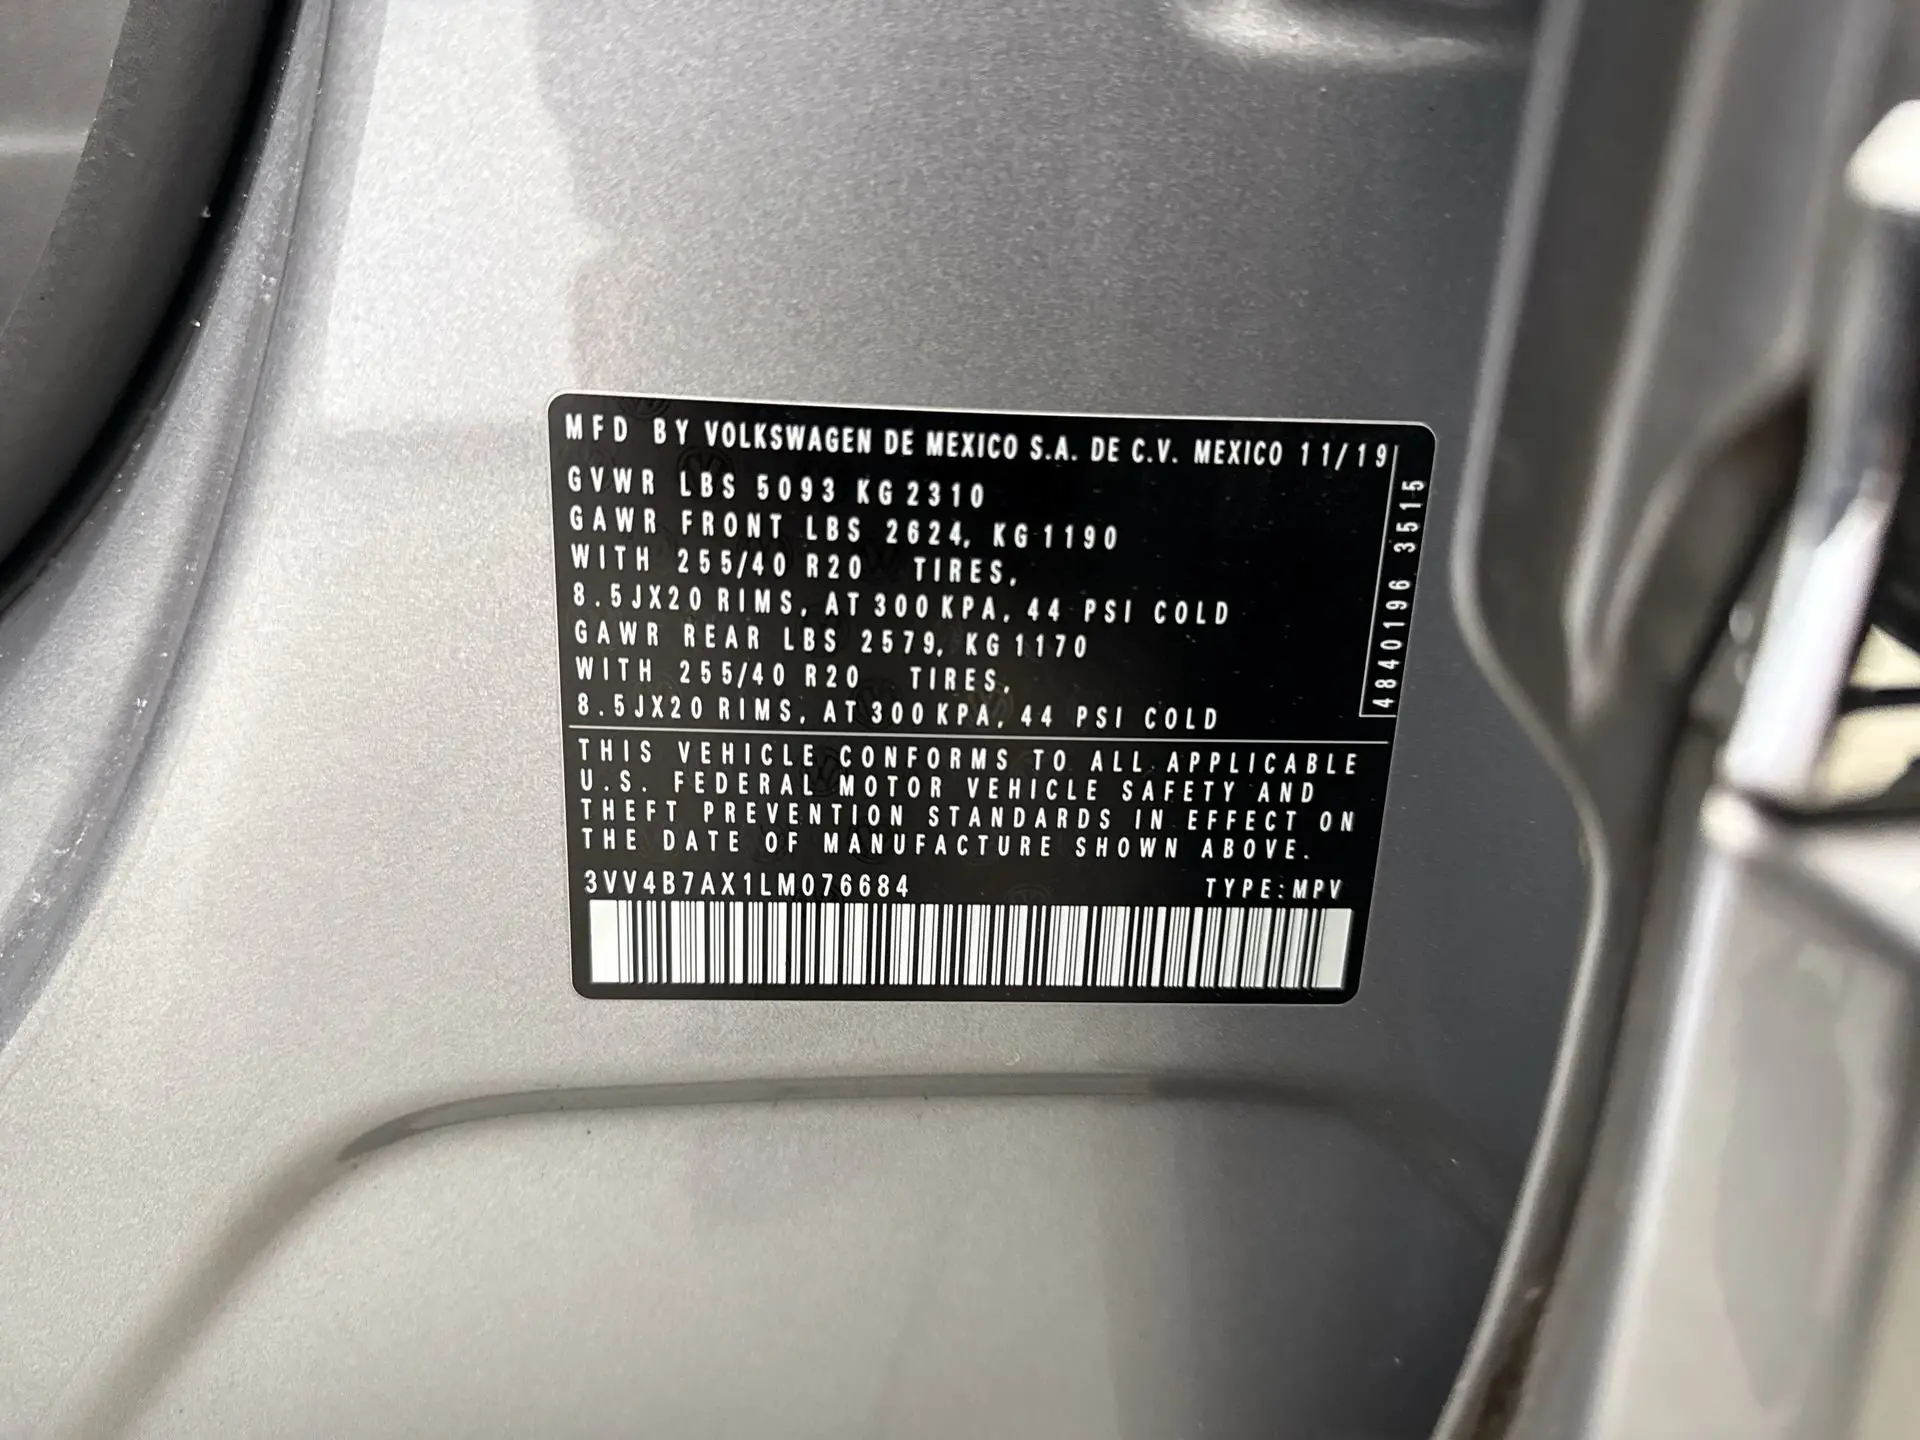 MFD BY VOLKSWAGEN DE MEXICO S.A. DE C.V. MEXICO 11/19
GVWR LBS 5093 KG 2310
GAWR FRONT LBS 2624, KG 1190
WITH 255/40 R20 TIRES,
8.5JX20 RIMS, AT 300 KPA, 44 PSI COLD
GAWR REAR LBS 2579, KG 1170
WITH 255/40 R20 TIRES,
8.5JX20 RIMS, AT 300 KPA, 44 PSI COLD
4840196 3515
THIS VEHICLE CONFORMS TO ALL APPLICABLE
U.S. FEDERAL MOTOR VEHICLE SAFETY AND
THEFT PREVENTION STANDARDS IN EFFECT ON
THE DATE OF MANUFACTURE SHOWN ABOVE.
3VV4B7AX1LM076684 TYPE: MPV